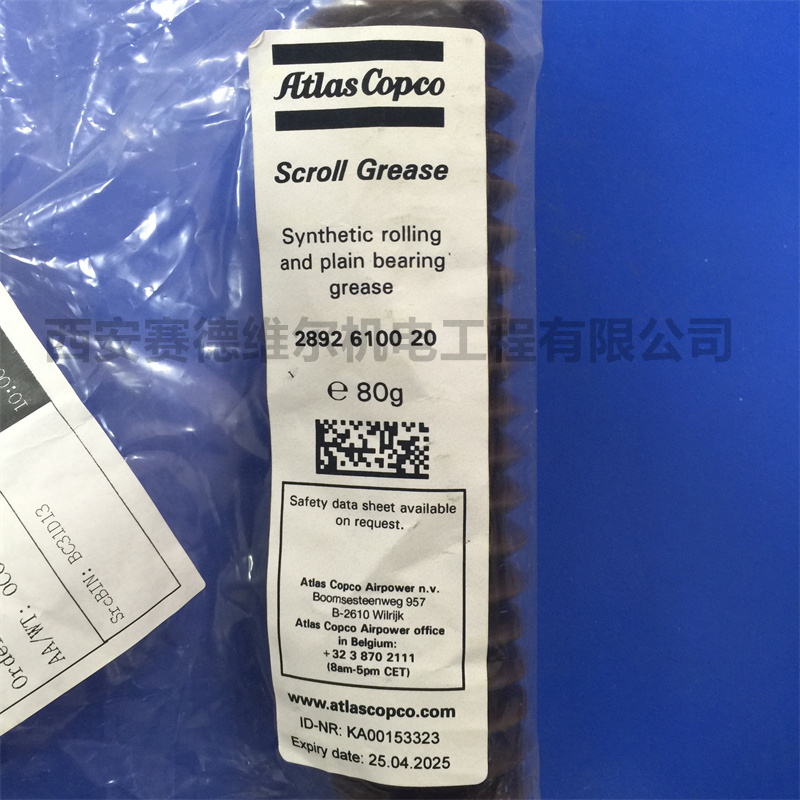 Atlas Copco
Scroll Grease
Synthetic rolling
and plain bearing
grease
西安赛德维尔机电工程有限公司
2892 6100 20
℮ 80g
Safety data sheet available
on request.
Atlas Copco Airpower n.v.
Boomsesteenweg 957
B-2610 Wilrijk
Atlas Copco Airpower office
in Belgium:
+32 3 870 2111
(8am-5pm CET)
www.atlascopco.com
ID-NR: KA00153323
Expiry date: 25.04.2025
SrcBIN: BC31D13
AA/WT: